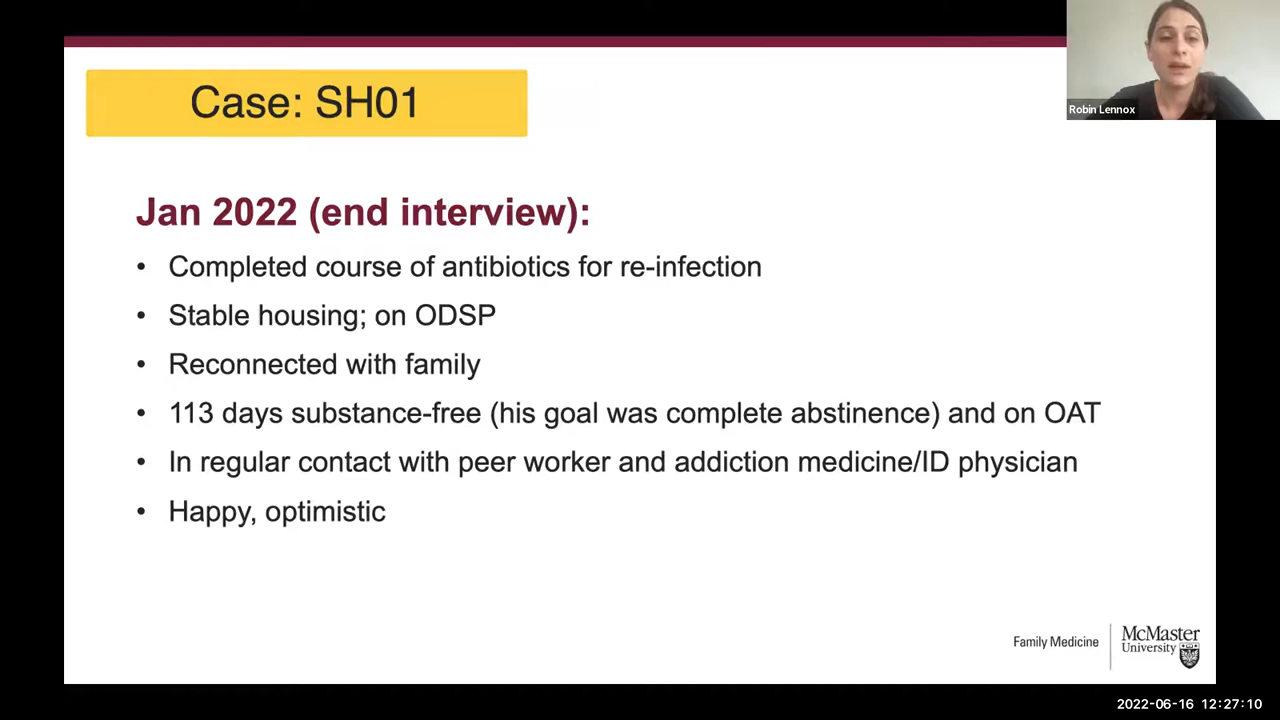 Case: SH01
Robin Lennox
Jan 2022 (end interview):
• Completed course of antibiotics for re-infection
• Stable housing; on ODSP
• Reconnected with family
• 113 days substance-free (his goal was complete abstinence) and on OAT
• In regular contact with peer worker and addiction medicine/ID physician
• Happy, optimistic
Family Medicine
McMaster
University
2022-06-16 12:27:10